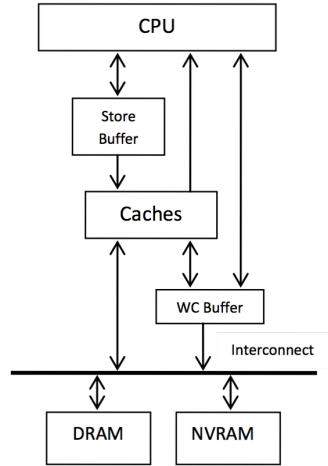 CPU
Store
Buffer
Caches
WC Buffer
Interconnect
DRAM
NVRAM